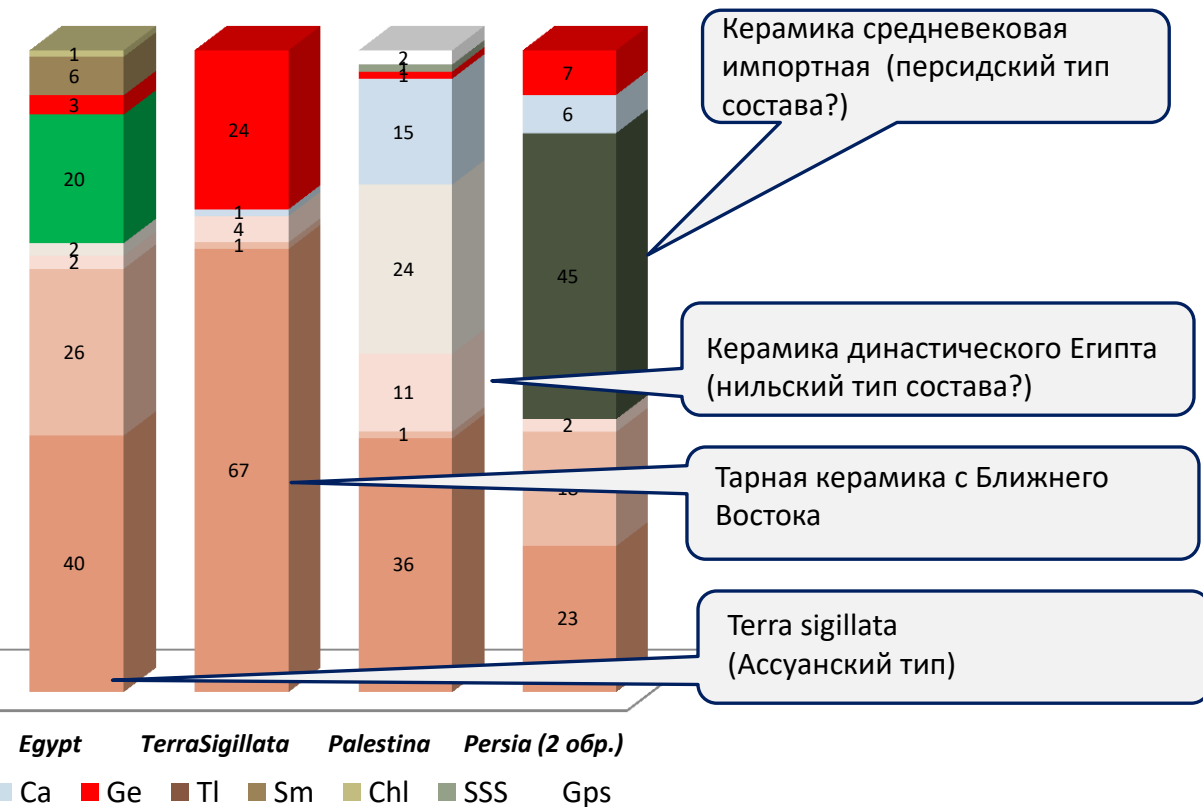 Керамика средневековая
импортная (персидский тип
состава?)
Керамика династического Египта
(нильский тип состава?)
Тарная керамика с Ближнего
Востока
Terra sigillata
(Ассуанский тип)
1
6
3
20
2
2
26
40
24
1
4
1
67
2
1
1
15
24
11
1
36
7
6
45
2
23
Egypt TerraSigillata Palestina Persia (2 обр.)
Ca Ge Tl Sm Chl SSS Gps